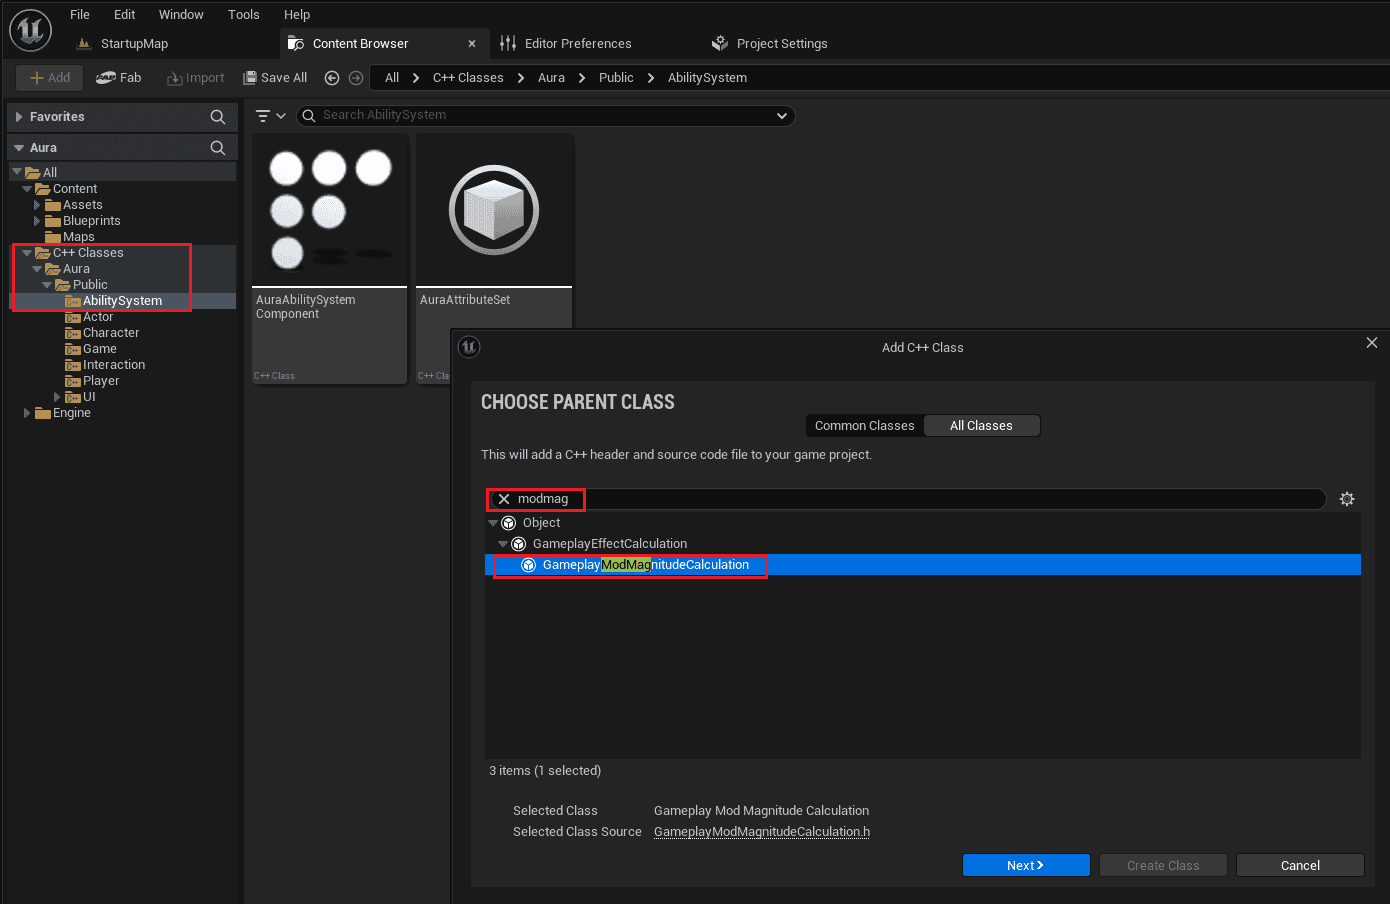 File Edit Window Tools Help
StartupMap Content Browser Editor Preferences Project Settings
Add Fab Import Save All All C++ Classes Aura Public AbilitySystem
Favorites
Search AbilitySystem
Aura
All
Content
Assets
Blueprints
Maps
C++ Classes
Aura
Public
AbilitySystem
Actor
Character
Game
Interaction
Player
UI
Engine
AuraAbilitySystem
Component
C++ Class
AuraAttributeSet
C++ Cla
Add C++ Class
CHOOSE PARENT CLASS
Common Classes All Classes
This will add a C++ header and source code file to your game project.
modmag
Object
GameplayEffectCalculation
GameplayModMagnitudeCalculation
3 items (1 selected)
Selected Class Gameplay Mod Magnitude Calculation
Selected Class Source GameplayModMagnitudeCalculation.h
Next Create Class Cancel